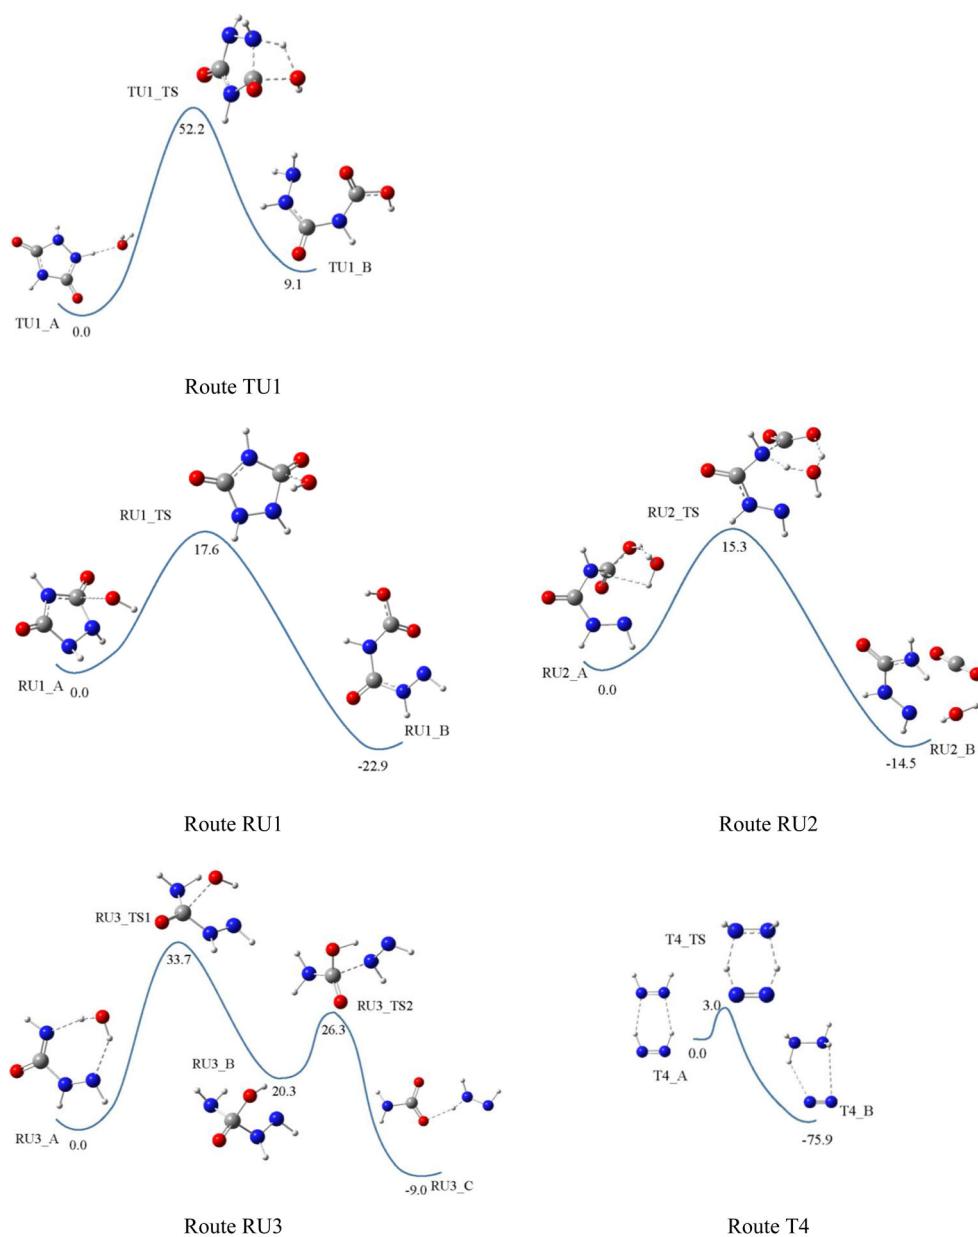 TU1_TS
52.2
TU1_A
0.0
9.1
TU1_B
Route TU1
RU1_TS
17.6
RU1_A
0.0
RU1_B
-22.9
Route RU1
RU2_TS
15.3
RU2_A
0.0
RU2_B
-14.5
Route RU2
RU3_TS1
33.7
RU3_A
0.0
RU3_B
20.3
RU3_TS2
26.3
-9.0
RU3_C
Route RU3
T4_TS
3.0
0.0
T4_A
T4_B
-75.9
Route T4